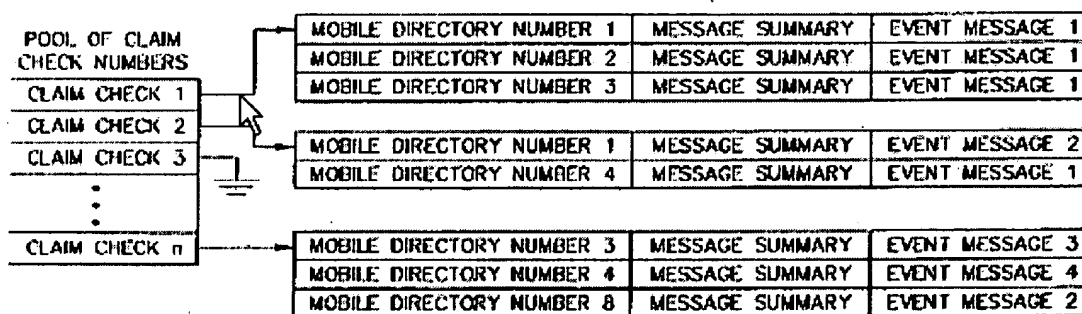 POOL OF CLAIM
CHECK NUMBERS
CLAIM CHECK 1
CLAIM CHECK 2
CLAIM CHECK 3
CLAIM CHECK n
MOBILE DIRECTORY NUMBER 1 MESSAGE SUMMARY EVENT MESSAGE 1
MOBILE DIRECTORY NUMBER 2 MESSAGE SUMMARY EVENT MESSAGE 1
MOBILE DIRECTORY NUMBER 3 MESSAGE SUMMARY EVENT MESSAGE 1
MOBILE DIRECTORY NUMBER 1 MESSAGE SUMMARY EVENT MESSAGE 2
MOBILE DIRECTORY NUMBER 4 MESSAGE SUMMARY EVENT MESSAGE 1
MOBILE DIRECTORY NUMBER 3 MESSAGE SUMMARY EVENT MESSAGE 3
MOBILE DIRECTORY NUMBER 4 MESSAGE SUMMARY EVENT MESSAGE 4
MOBILE DIRECTORY NUMBER 8 MESSAGE SUMMARY EVENT MESSAGE 2